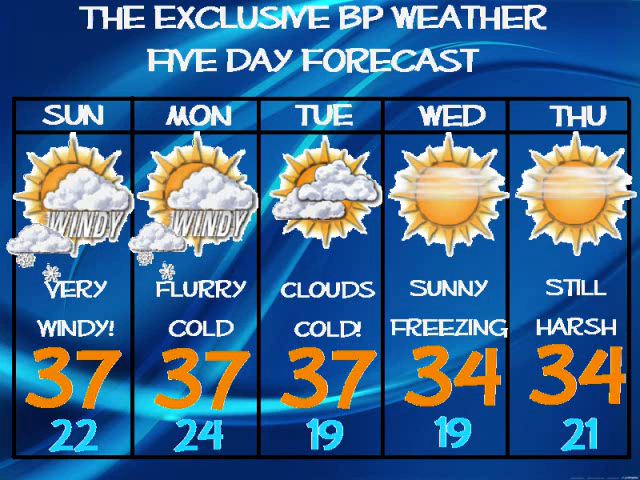 THE EXCLUSIVE BP WEATHER
FIVE DAY FORECAST
SUN MON TUE WED THU
WINDY WINDY
VERY FLURRY CLOUDS SUNNY STILL
WINDY! COLD COLD! FREEZING HARSH
37 37 37 34 34
22 24 19 19 21